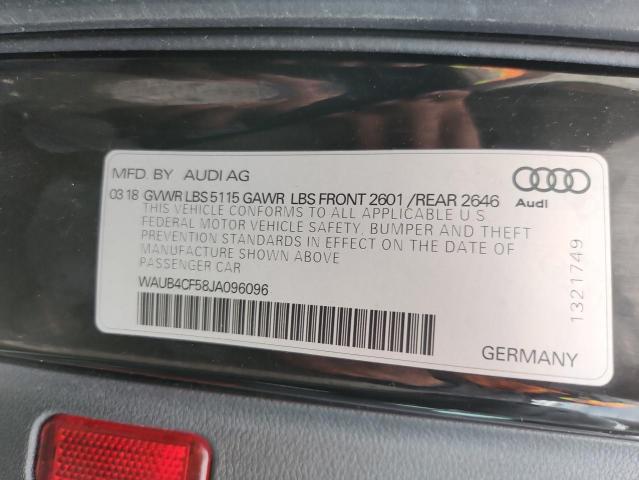 MFD. BY AUDI AG
03 18 GVWR LBS 5115 GAWR LBS FRONT 2601 /REAR 2646
THIS VEHICLE CONFORMS TO ALL APPLICABLE U S
FEDERAL MOTOR VEHICLE SAFETY, BUMPER AND THEFT
PREVENTION STANDARDS IN EFFECT ON THE DATE OF
MANUFACTURE SHOWN ABOVE
PASSENGER CAR
WAUB4CF58JA096096
Audi
1321749
GERMANY